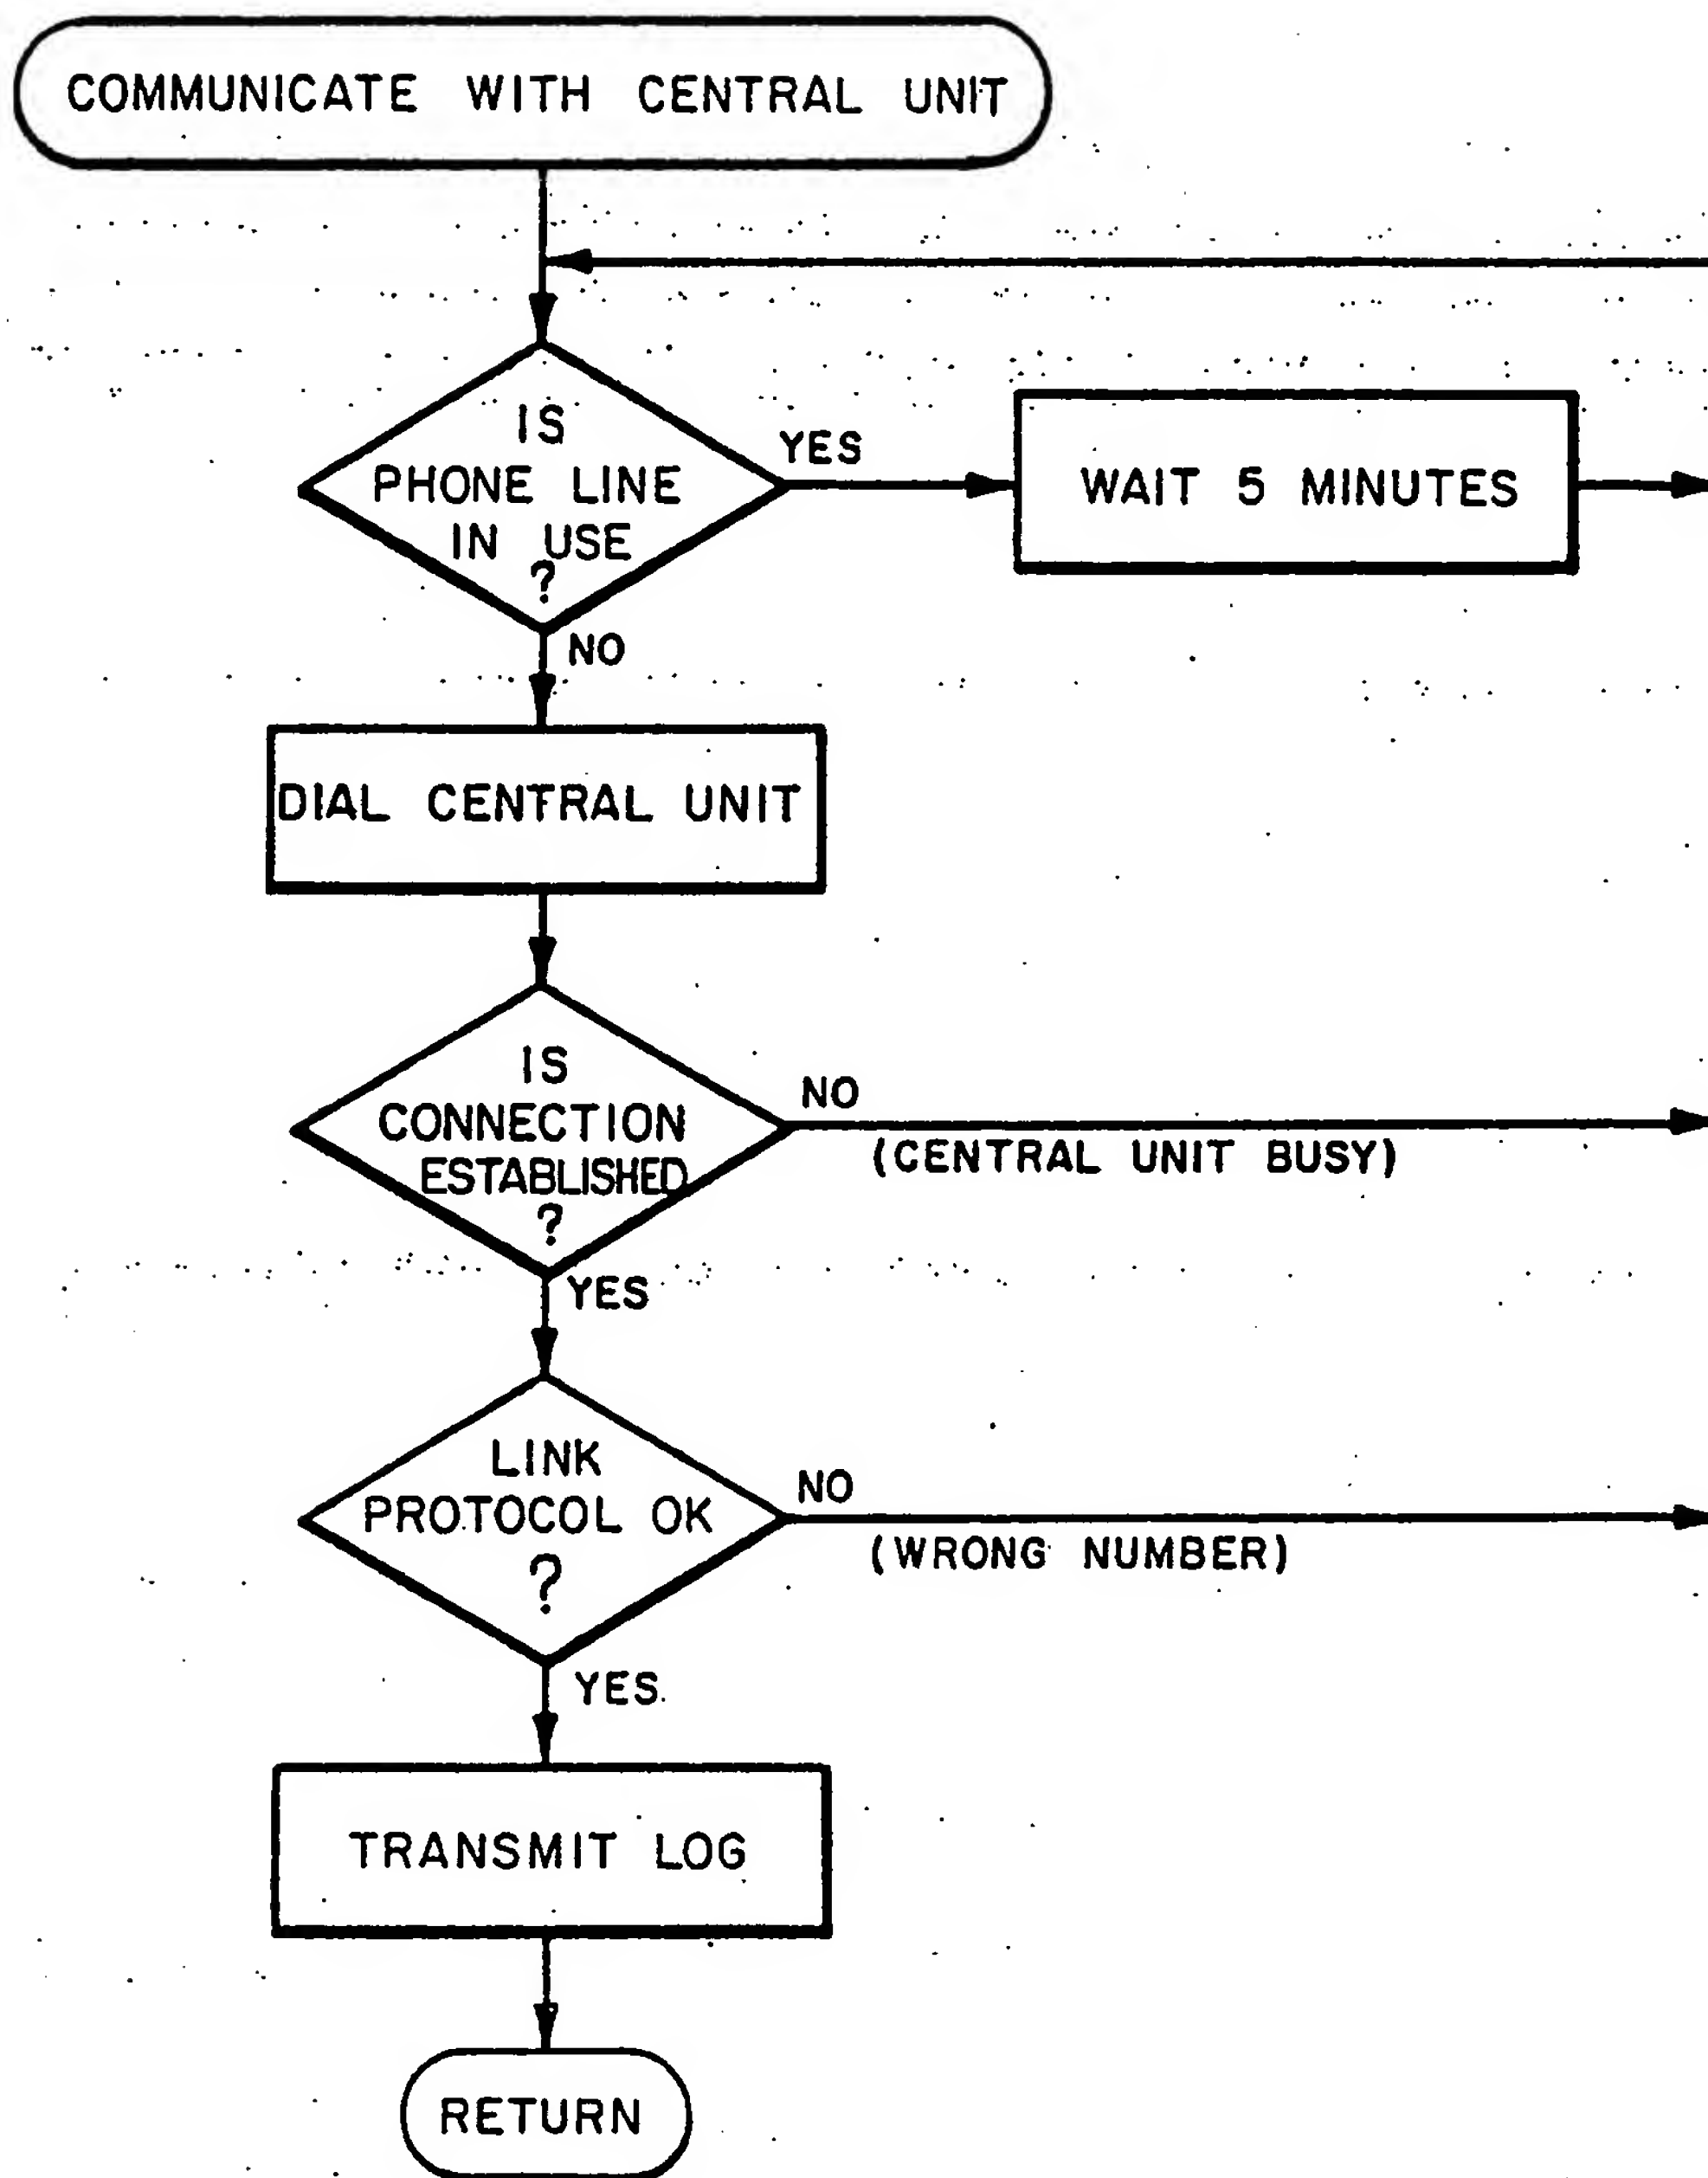 COMMUNICATE WITH CENTRAL UNIT
IS
PHONE LINE
IN USE
?
YES
WAIT 5 MINUTES
NO
DIAL CENTRAL UNIT
IS
CONNECTION
ESTABLISHED
?
NO
(CENTRAL UNIT BUSY)
YES
LINK
PROTOCOL OK
?
NO
(WRONG NUMBER)
YES
TRANSMIT LOG
RETURN